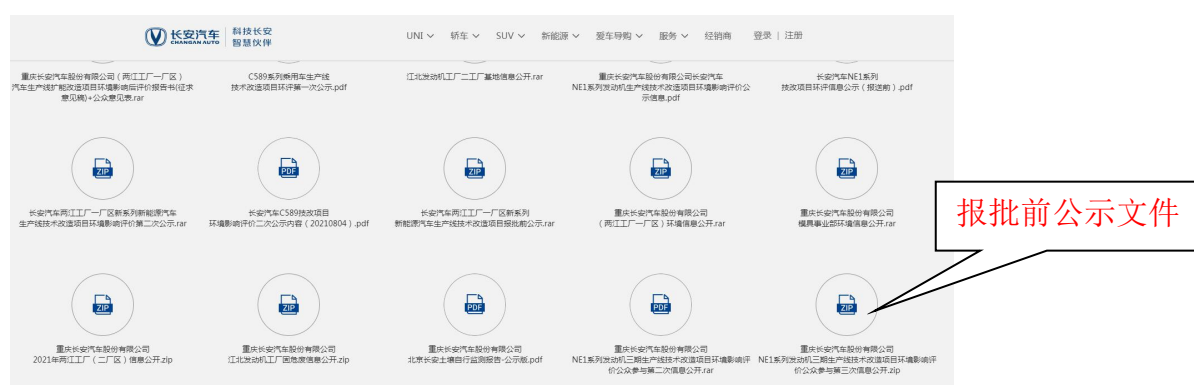 长安汽车
CHANGAN AUTO
科技长安
智慧伙伴
UNI 轿车 SUV 新能源 爱车导购 服务 经销商 登录 | 注册
重庆长安汽车股份有限公司（两江工厂一厂区）
汽车生产线扩能改造项目环境影响后评价报告书(征求
意见稿)+公众意见表.rar
C589系列乘用车生产线
技术改造项目环评第一次公示.pdf
江北发动机工厂二工厂基地信息公开.rar
重庆长安汽车股份有限公司长安汽车
NE1系列发动机生产线技术改造项目环境影响评价公
示信息.pdf
长安汽车NE1系列
技改项目环评信息公示（报送前）.pdf
ZIP
PDF
ZIP
ZIP
ZIP
长安汽车两江工厂一厂区新系列新能源汽车
生产线技术改造项目环境影响评价第二次公示.rar
长安汽车C589技改项目
环境影响评价二次公示内容（20210804）.pdf
长安汽车两江工厂一厂区新系列
新能源汽车生产线技术改造项目报批前公示.rar
重庆长安汽车股份有限公司
（两江工厂一厂区）环境信息公开.rar
重庆长安汽车股份有限公司
模具事业部环境信息公开.rar
报批前公示文件
ZIP
ZIP
PDF
PDF
ZIP
重庆长安汽车股份有限公司
2021年两江工厂（二厂区）信息公开.zip
重庆长安汽车股份有限公司
江北发动机工厂固危废信息公开.zip
重庆长安汽车股份有限公司
北京长安土壤自行监测报告-公示版.pdf
重庆长安汽车股份有限公司
NE1系列发动机三期生产线技术改造项目环境影响评
价公众参与第二次信息公开.rar
重庆长安汽车股份有限公司
NE1系列发动机三期生产线技术改造项目环境影响评
价公众参与第三次信息公开.zip